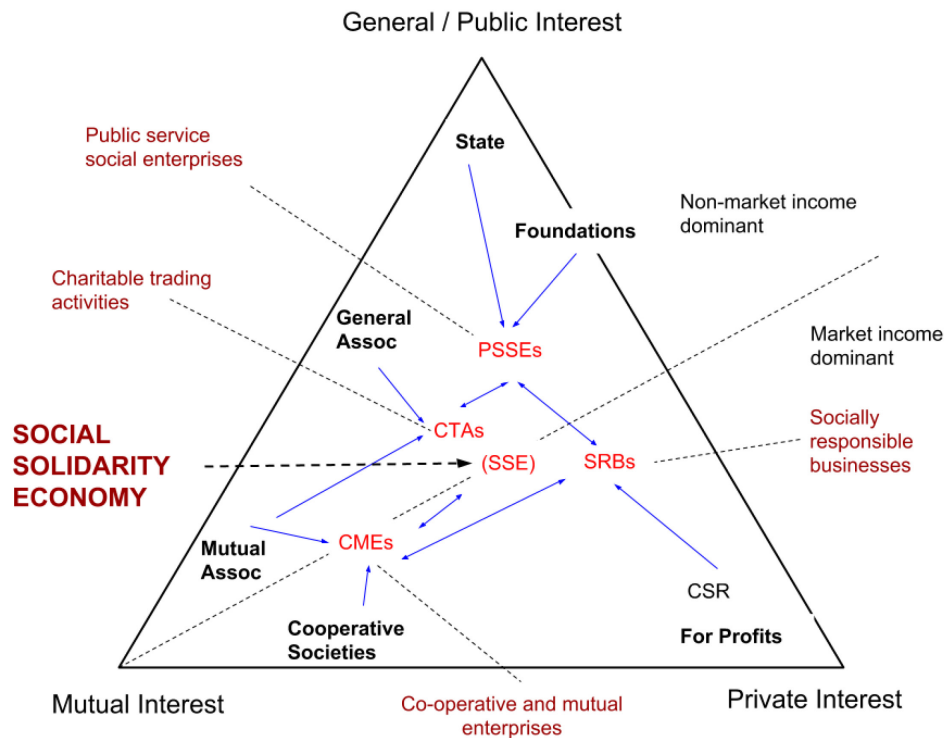 General / Public Interest
Public service
social enterprises
State
Non-market income
dominant
Foundations
Charitable trading
activities
General
Assoc
PSSEs
Market income
dominant
SOCIAL
SOLIDARITY
ECONOMY
CTAs
(SSE)
SRBs
Socially
responsible
businesses
Mutual
Assoc
CMEs
CSR
Cooperative
Societies
For Profits
Mutual Interest
Co-operative and mutual
enterprises
Private Interest